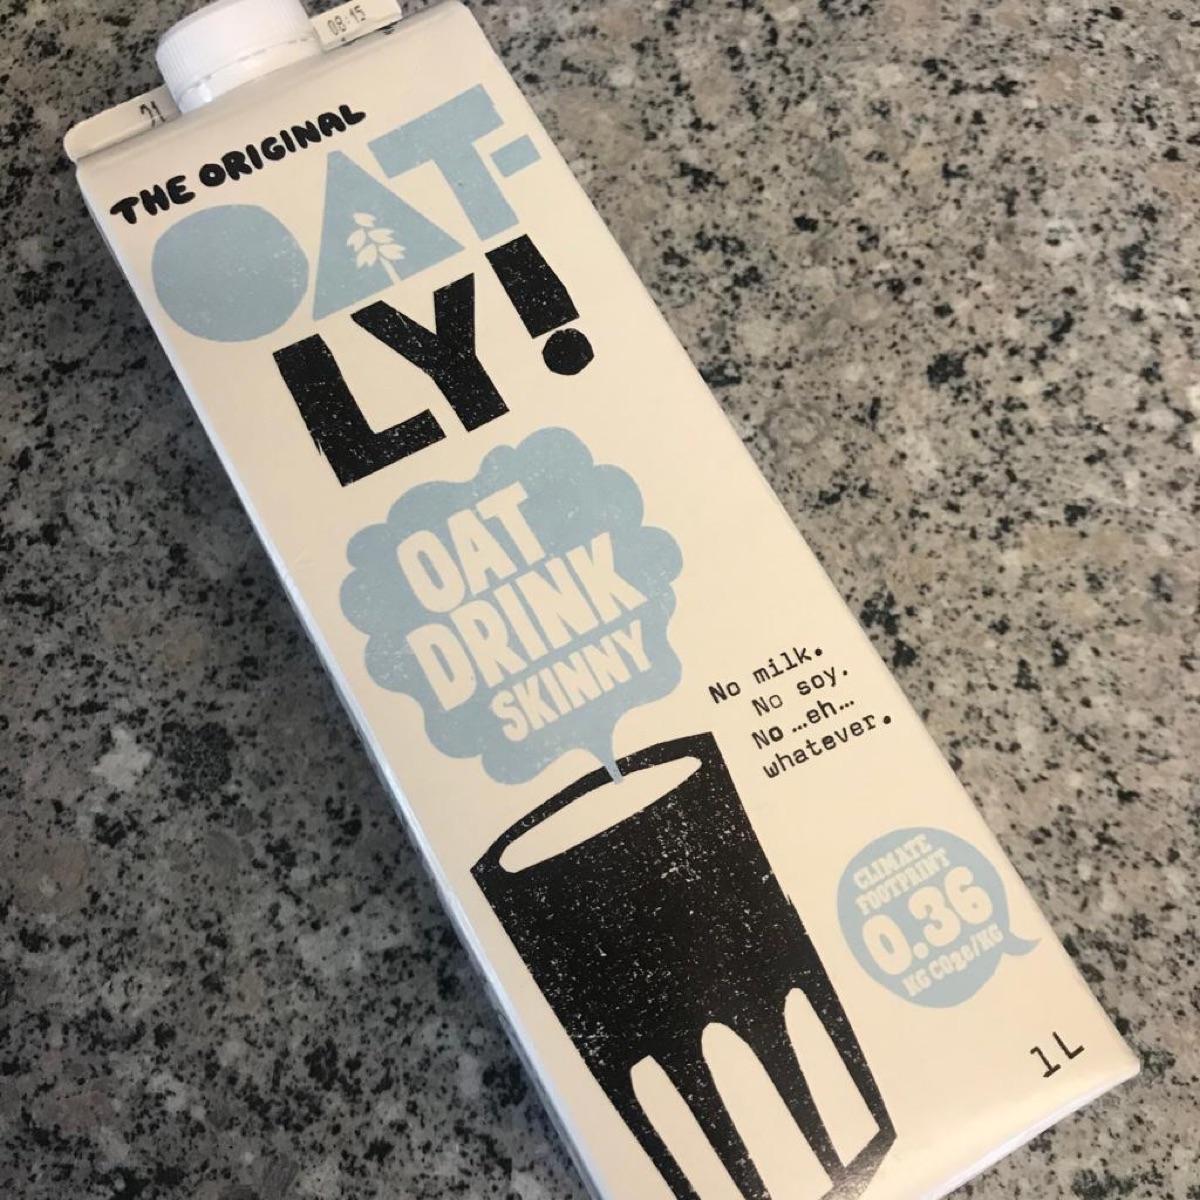 08:15
21
THE ORIGINAL
OAT-
LY!
OAT
DRINK
SKINNY
No milk.
No soy.
No ...eh...
whatever.
CLIMATE
FOOTPRINT
0.36
KG CO2e/KG
1 L